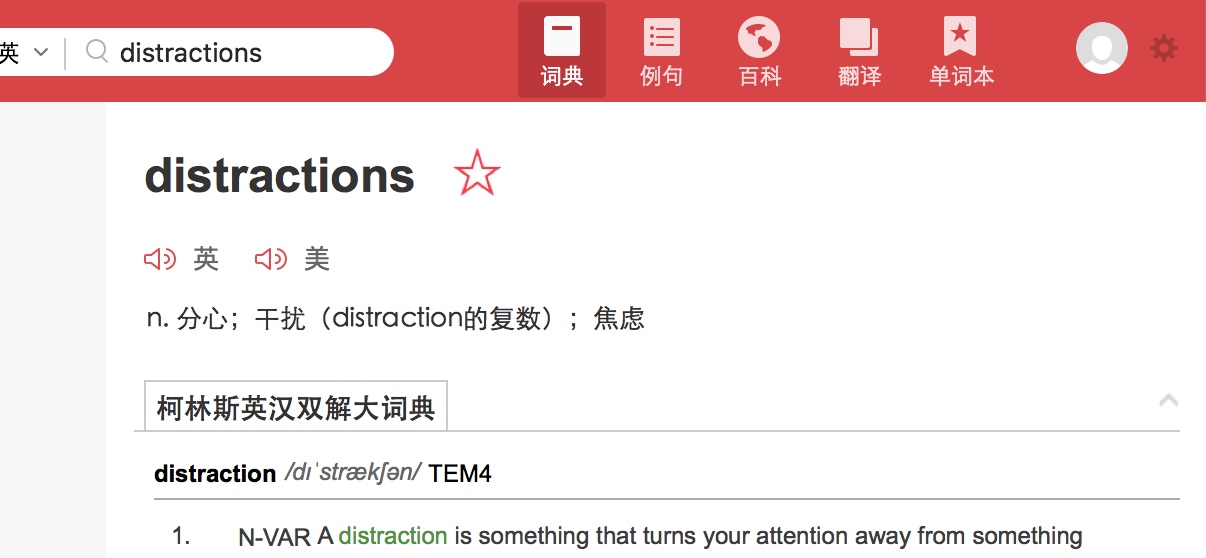 英 distractions
词典 例句 百科 翻译 单词本
distractions
英 美
n. 分心；干扰（distraction的复数）；焦虑
柯林斯英汉双解大词典
distraction /dɪˈstrækʃən/ TEM4
1. N-VAR A distraction is something that turns your attention away from something